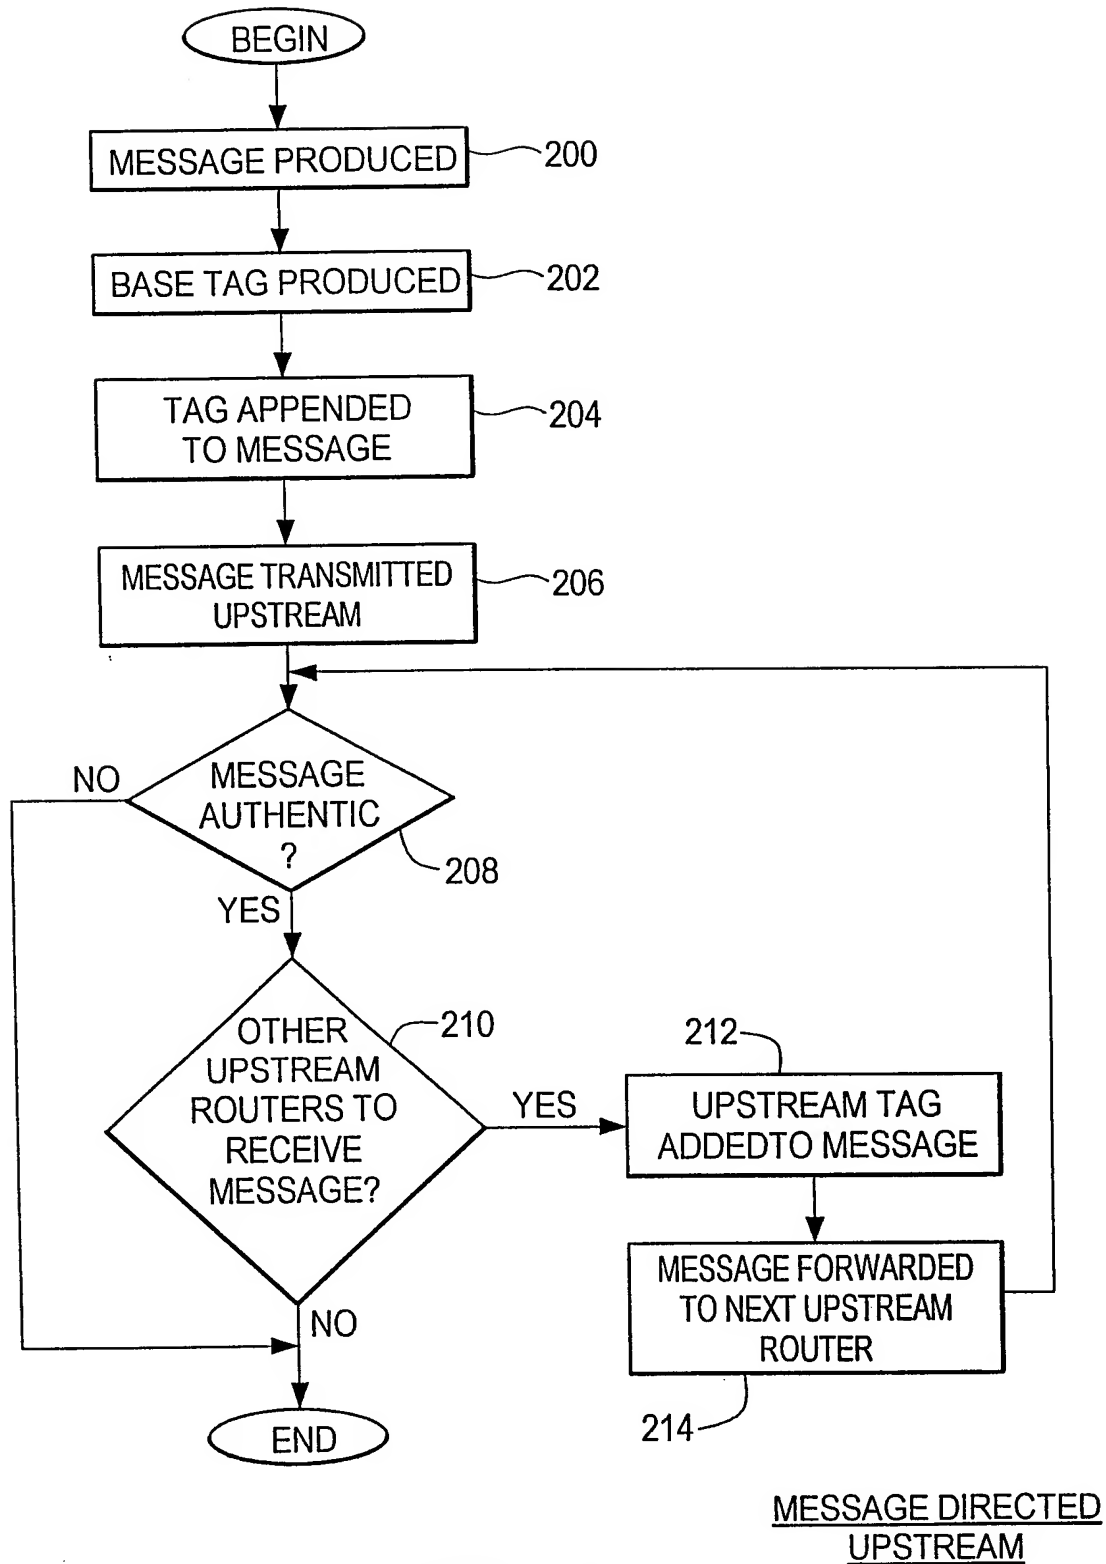 BEGIN
MESSAGE PRODUCED
200
BASE TAG PRODUCED
202
TAG APPENDED
TO MESSAGE
204
MESSAGE TRANSMITTED
UPSTREAM
206
NO
MESSAGE
AUTHENTIC
?
208
YES
OTHER
UPSTREAM
ROUTERS TO
RECEIVE
MESSAGE?
210
YES
212
UPSTREAM TAG
ADDEDTO MESSAGE
MESSAGE FORWARDED
TO NEXT UPSTREAM
ROUTER
214
NO
END
MESSAGE DIRECTED
UPSTREAM